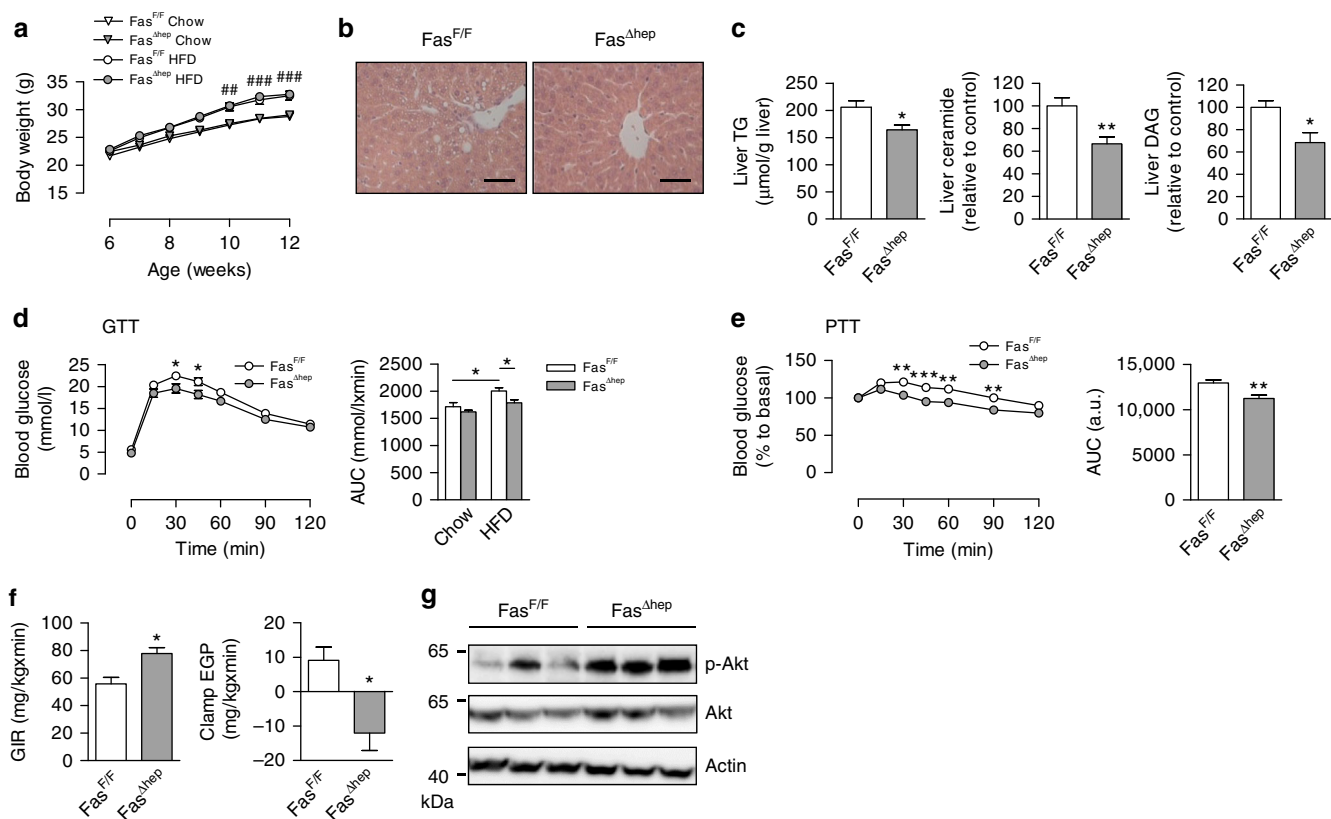 a
Fas^F/F Chow
Fas^Δhep Chow
Fas^F/F HFD
Fas^Δhep HFD
Body weight (g)
35
30
25
20
15
## ### ###
6 8 10 12
Age (weeks)
b
Fas^F/F Fas^Δhep
c
Liver TG
(μmol/g liver)
250
200
150
100
50
0
*
Fas^F/F
Fas^Δhep
Liver ceramide
(relative to control)
120
100
80
60
40
20
0
**
Fas^F/F
Fas^Δhep
Liver DAG
(relative to control)
120
100
80
60
40
20
0
*
Fas^F/F
Fas^Δhep
d
GTT
Blood glucose
(mmol/l)
25
20
15
10
5
0
* *
Fas^F/F
Fas^Δhep
0 30 60 90 120
Time (min)
AUC (mmol/lxmin)
2500
2000
1500
1000
500
0
* *
Fas^F/F
Fas^Δhep
Chow
HFD
e
PTT
Blood glucose
(% to basal)
150
100
50
0
** *** ** **
Fas^F/F
Fas^Δhep
0 30 60 90 120
Time (min)
AUC (a.u.)
15,000
10,000
5000
0
**
Fas^F/F
Fas^Δhep
f
GIR (mg/kgxmin)
100
80
60
40
20
0
*
Fas^F/F
Fas^Δhep
Clamp EGP
(mg/kgxmin)
20
10
0
–10
–20
*
Fas^F/F
Fas^Δhep
g
Fas^F/F Fas^Δhep
65
p-Akt
65
Akt
Actin
40
kDa